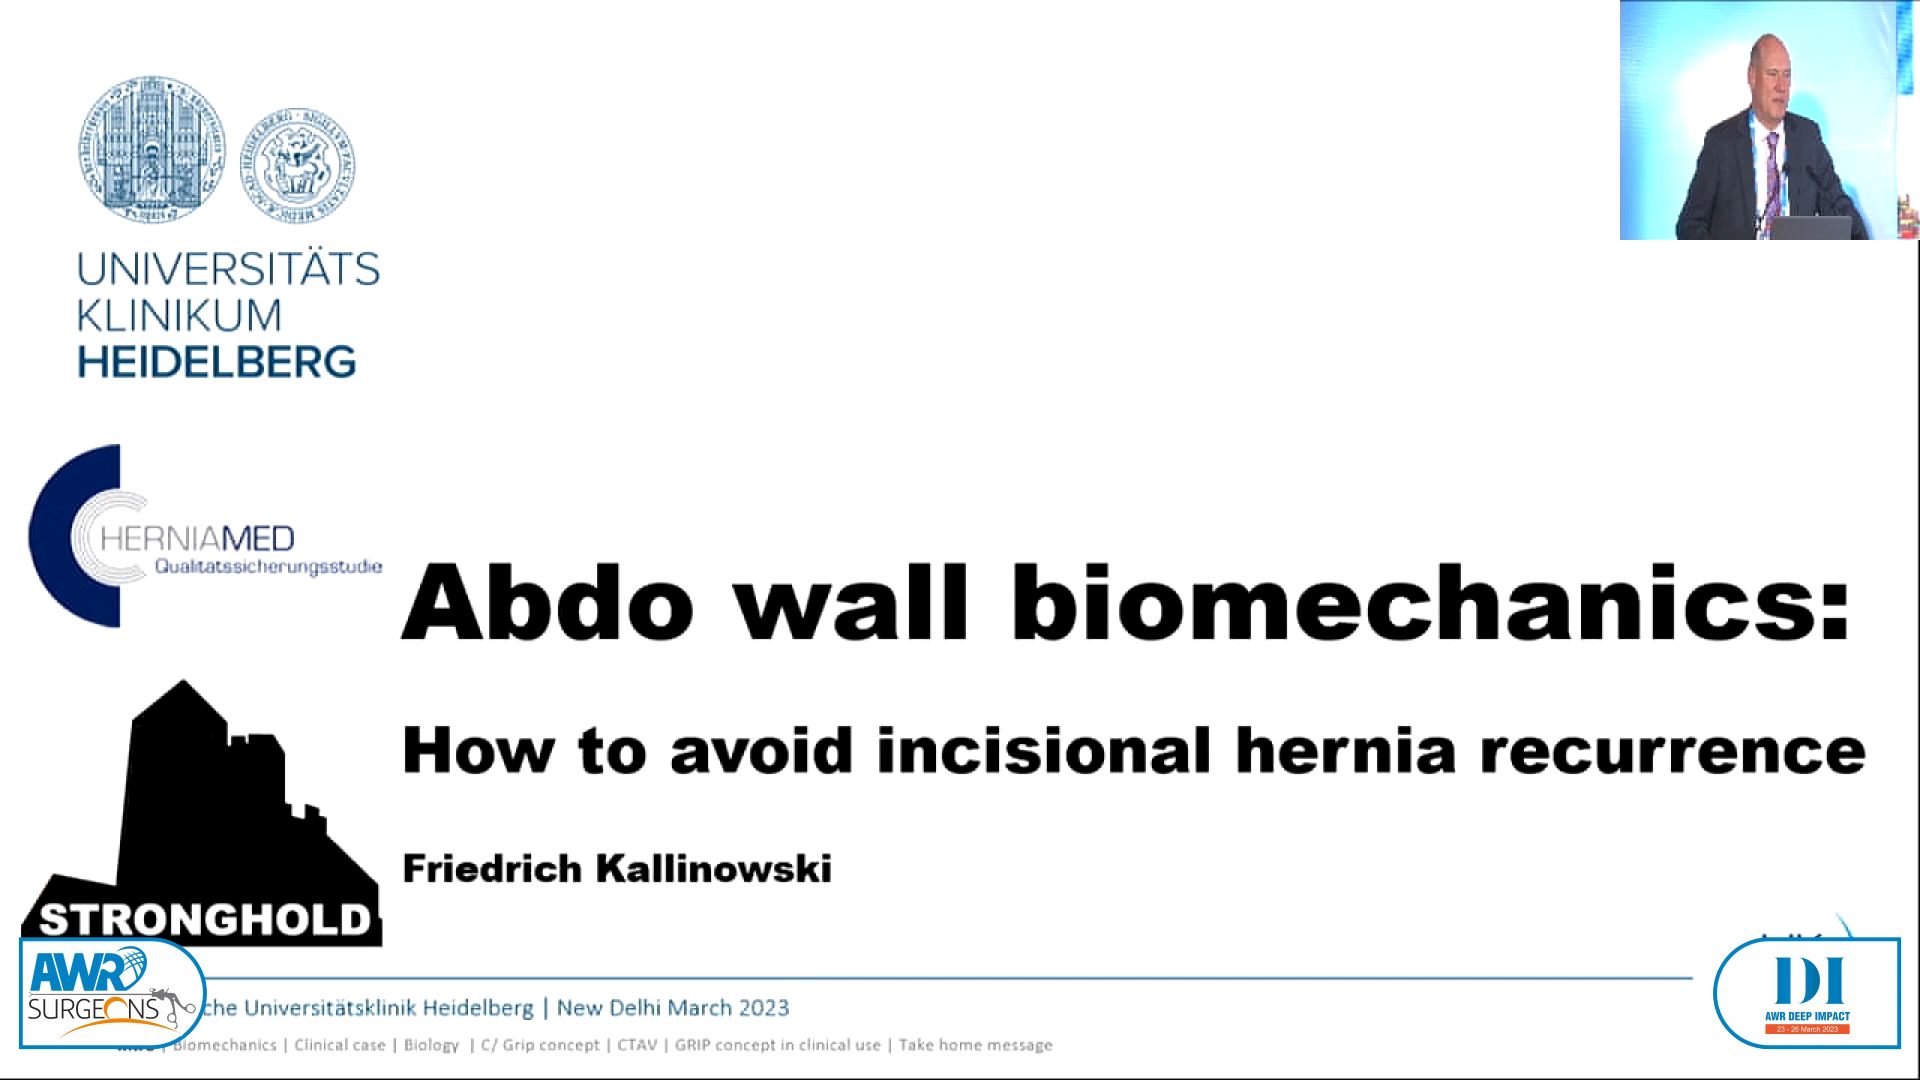 UNIVERSITÄTS
KLINIKUM
HEIDELBERG
HERNIAMED
Qualitätssicherungsstudie
Abdo wall biomechanics:
How to avoid incisional hernia recurrence
Friedrich Kallinowski
STRONGHOLD
AWR
SURGEONS
che Universitätsklinik Heidelberg | New Delhi March 2023
Biomechanics | Clinical case | Biology | C/ Grip concept | CTAV | GRIP concept in clinical use | Take home message
DI
AWR DEEP IMPACT
23 - 26 March 2023